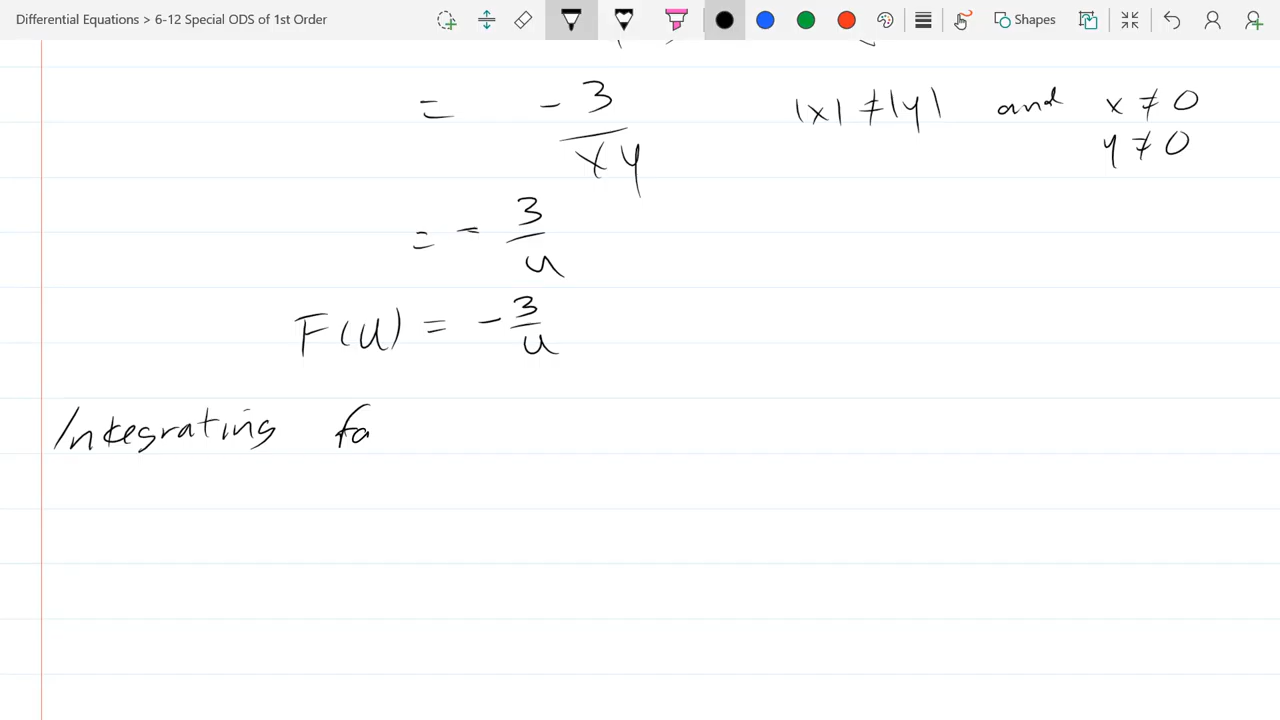 Differential Equations > 6-12 Special ODS of 1st Order
Shapes
= -3/xy |x| ≠ |y| and x ≠ 0
y ≠ 0
= - 3/u
F(u) = - 3/u
Integrating fa